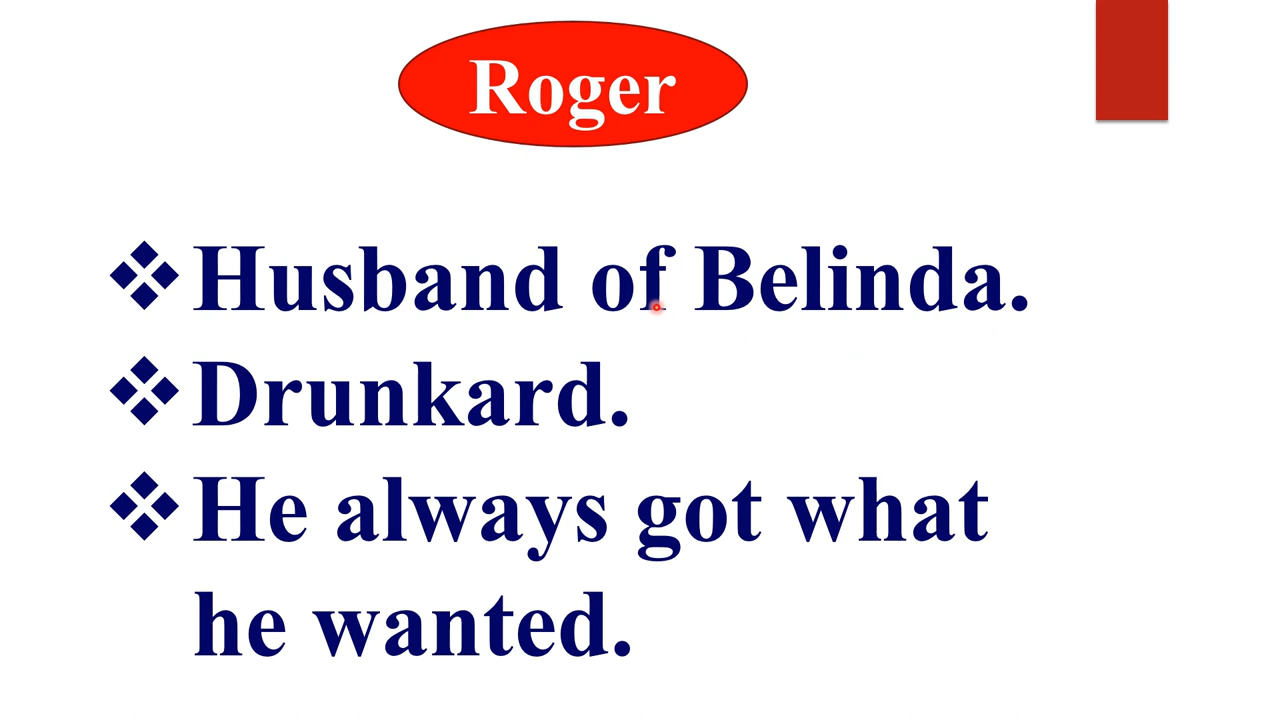 Roger
❖Husband of Belinda.
❖Drunkard.
❖He always got what
he wanted.